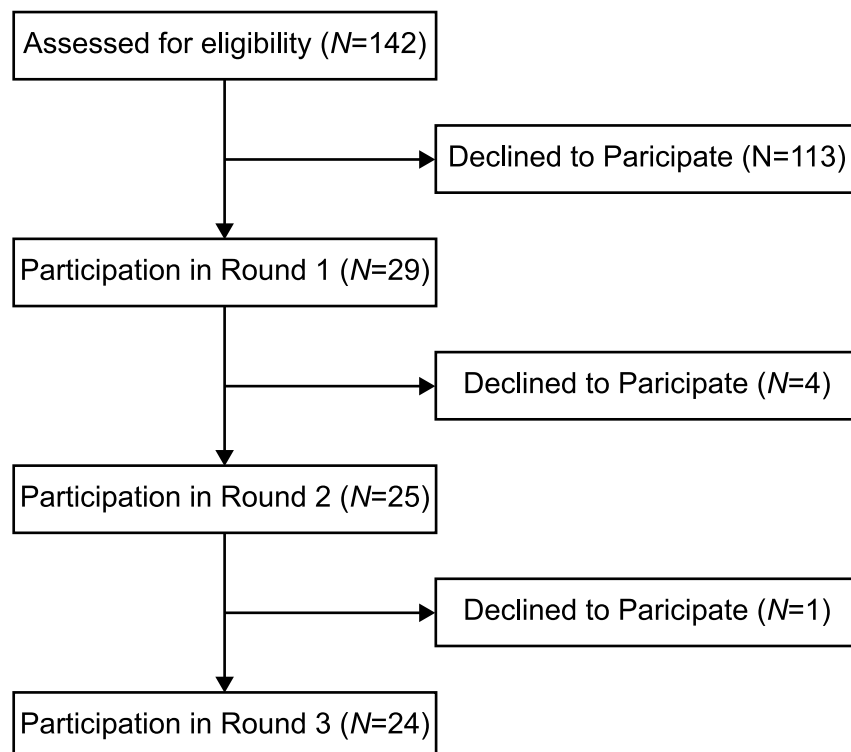 Assessed for eligibility (N=142)
Declined to Paricipate (N=113)
Participation in Round 1 (N=29)
Declined to Paricipate (N=4)
Participation in Round 2 (N=25)
Declined to Paricipate (N=1)
Participation in Round 3 (N=24)